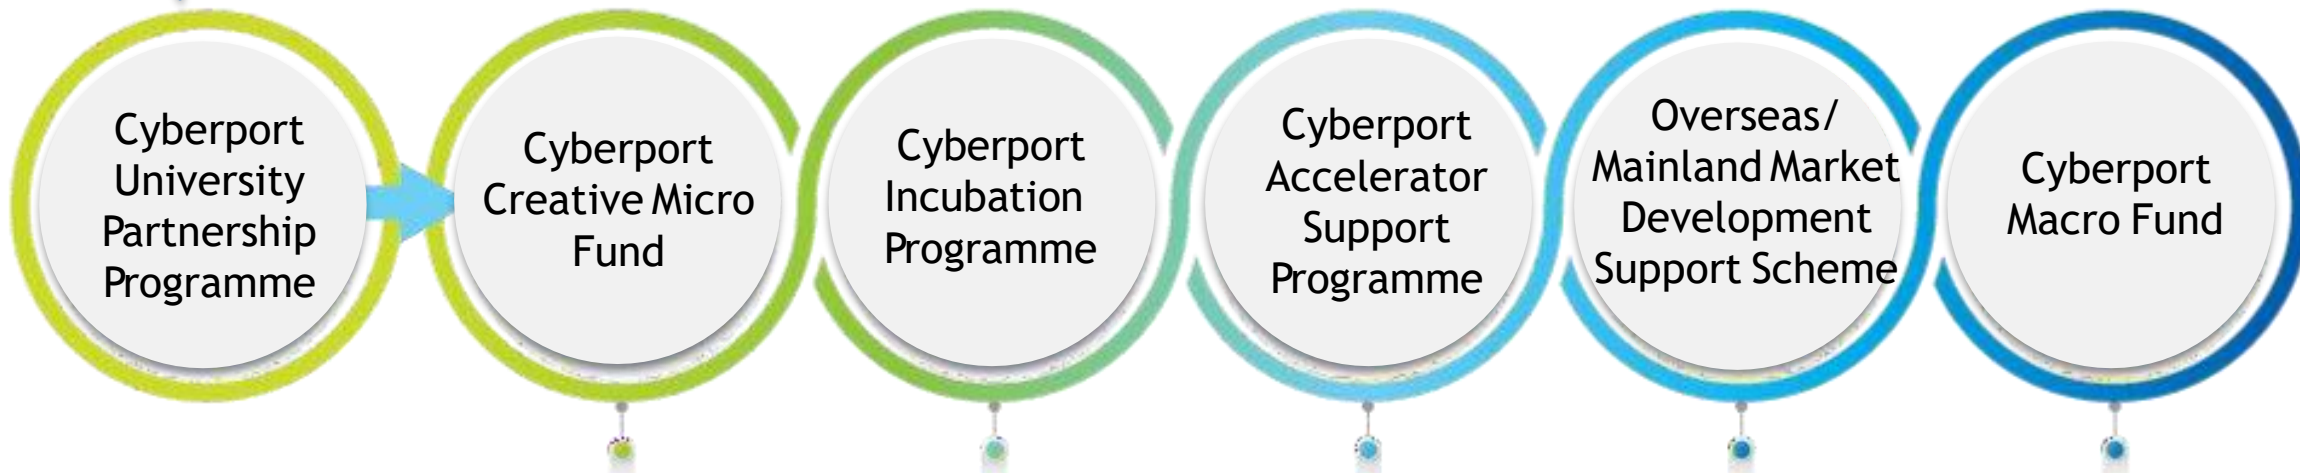 Cyberport
University
Partnership
Programme
Cyberport
Creative Micro
Fund
Cyberport
Incubation
Programme
Cyberport
Accelerator
Support
Programme
Overseas/
Mainland Market
Development
Support Scheme
Cyberport
Macro Fund